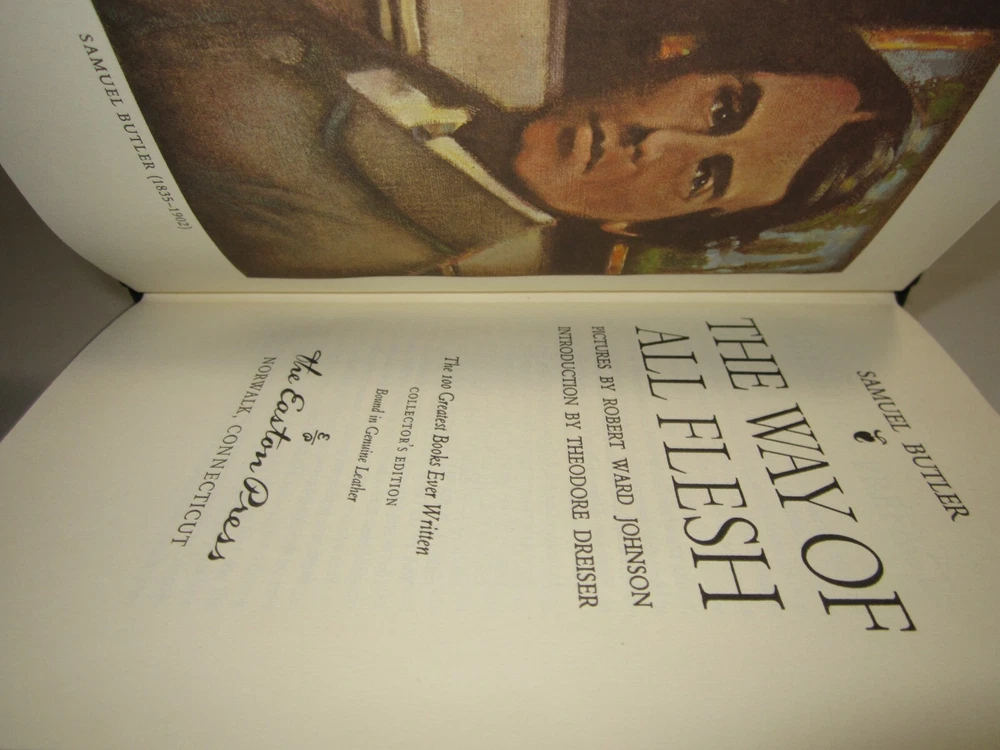 SAMUEL BUTLER (1835–1902)
SAMUEL BUTLER
THE WAY OF
ALL FLESH
PICTURES BY ROBERT WARD JOHNSON
INTRODUCTION BY THEODORE DREISER
The 100 Greatest Books Ever Written
COLLECTOR'S EDITION
Bound in Genuine Leather
The Easton Press
NORWALK, CONNECTICUT